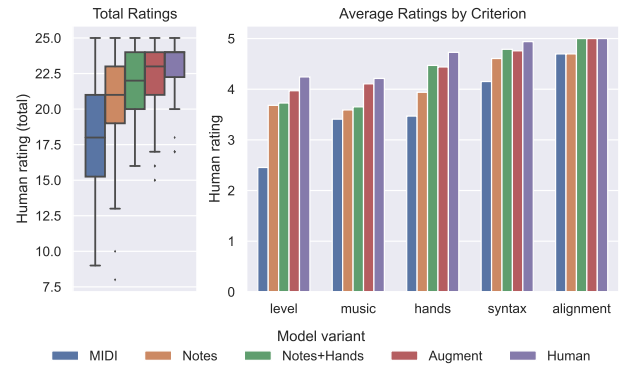 Total Ratings
Average Ratings by Criterion
Human rating (total)
25.0
22.5
20.0
17.5
15.0
12.5
10.0
7.5
Human rating
5
4
3
2
1
0
level music hands syntax alignment
Model variant
MIDI Notes Notes+Hands Augment Human